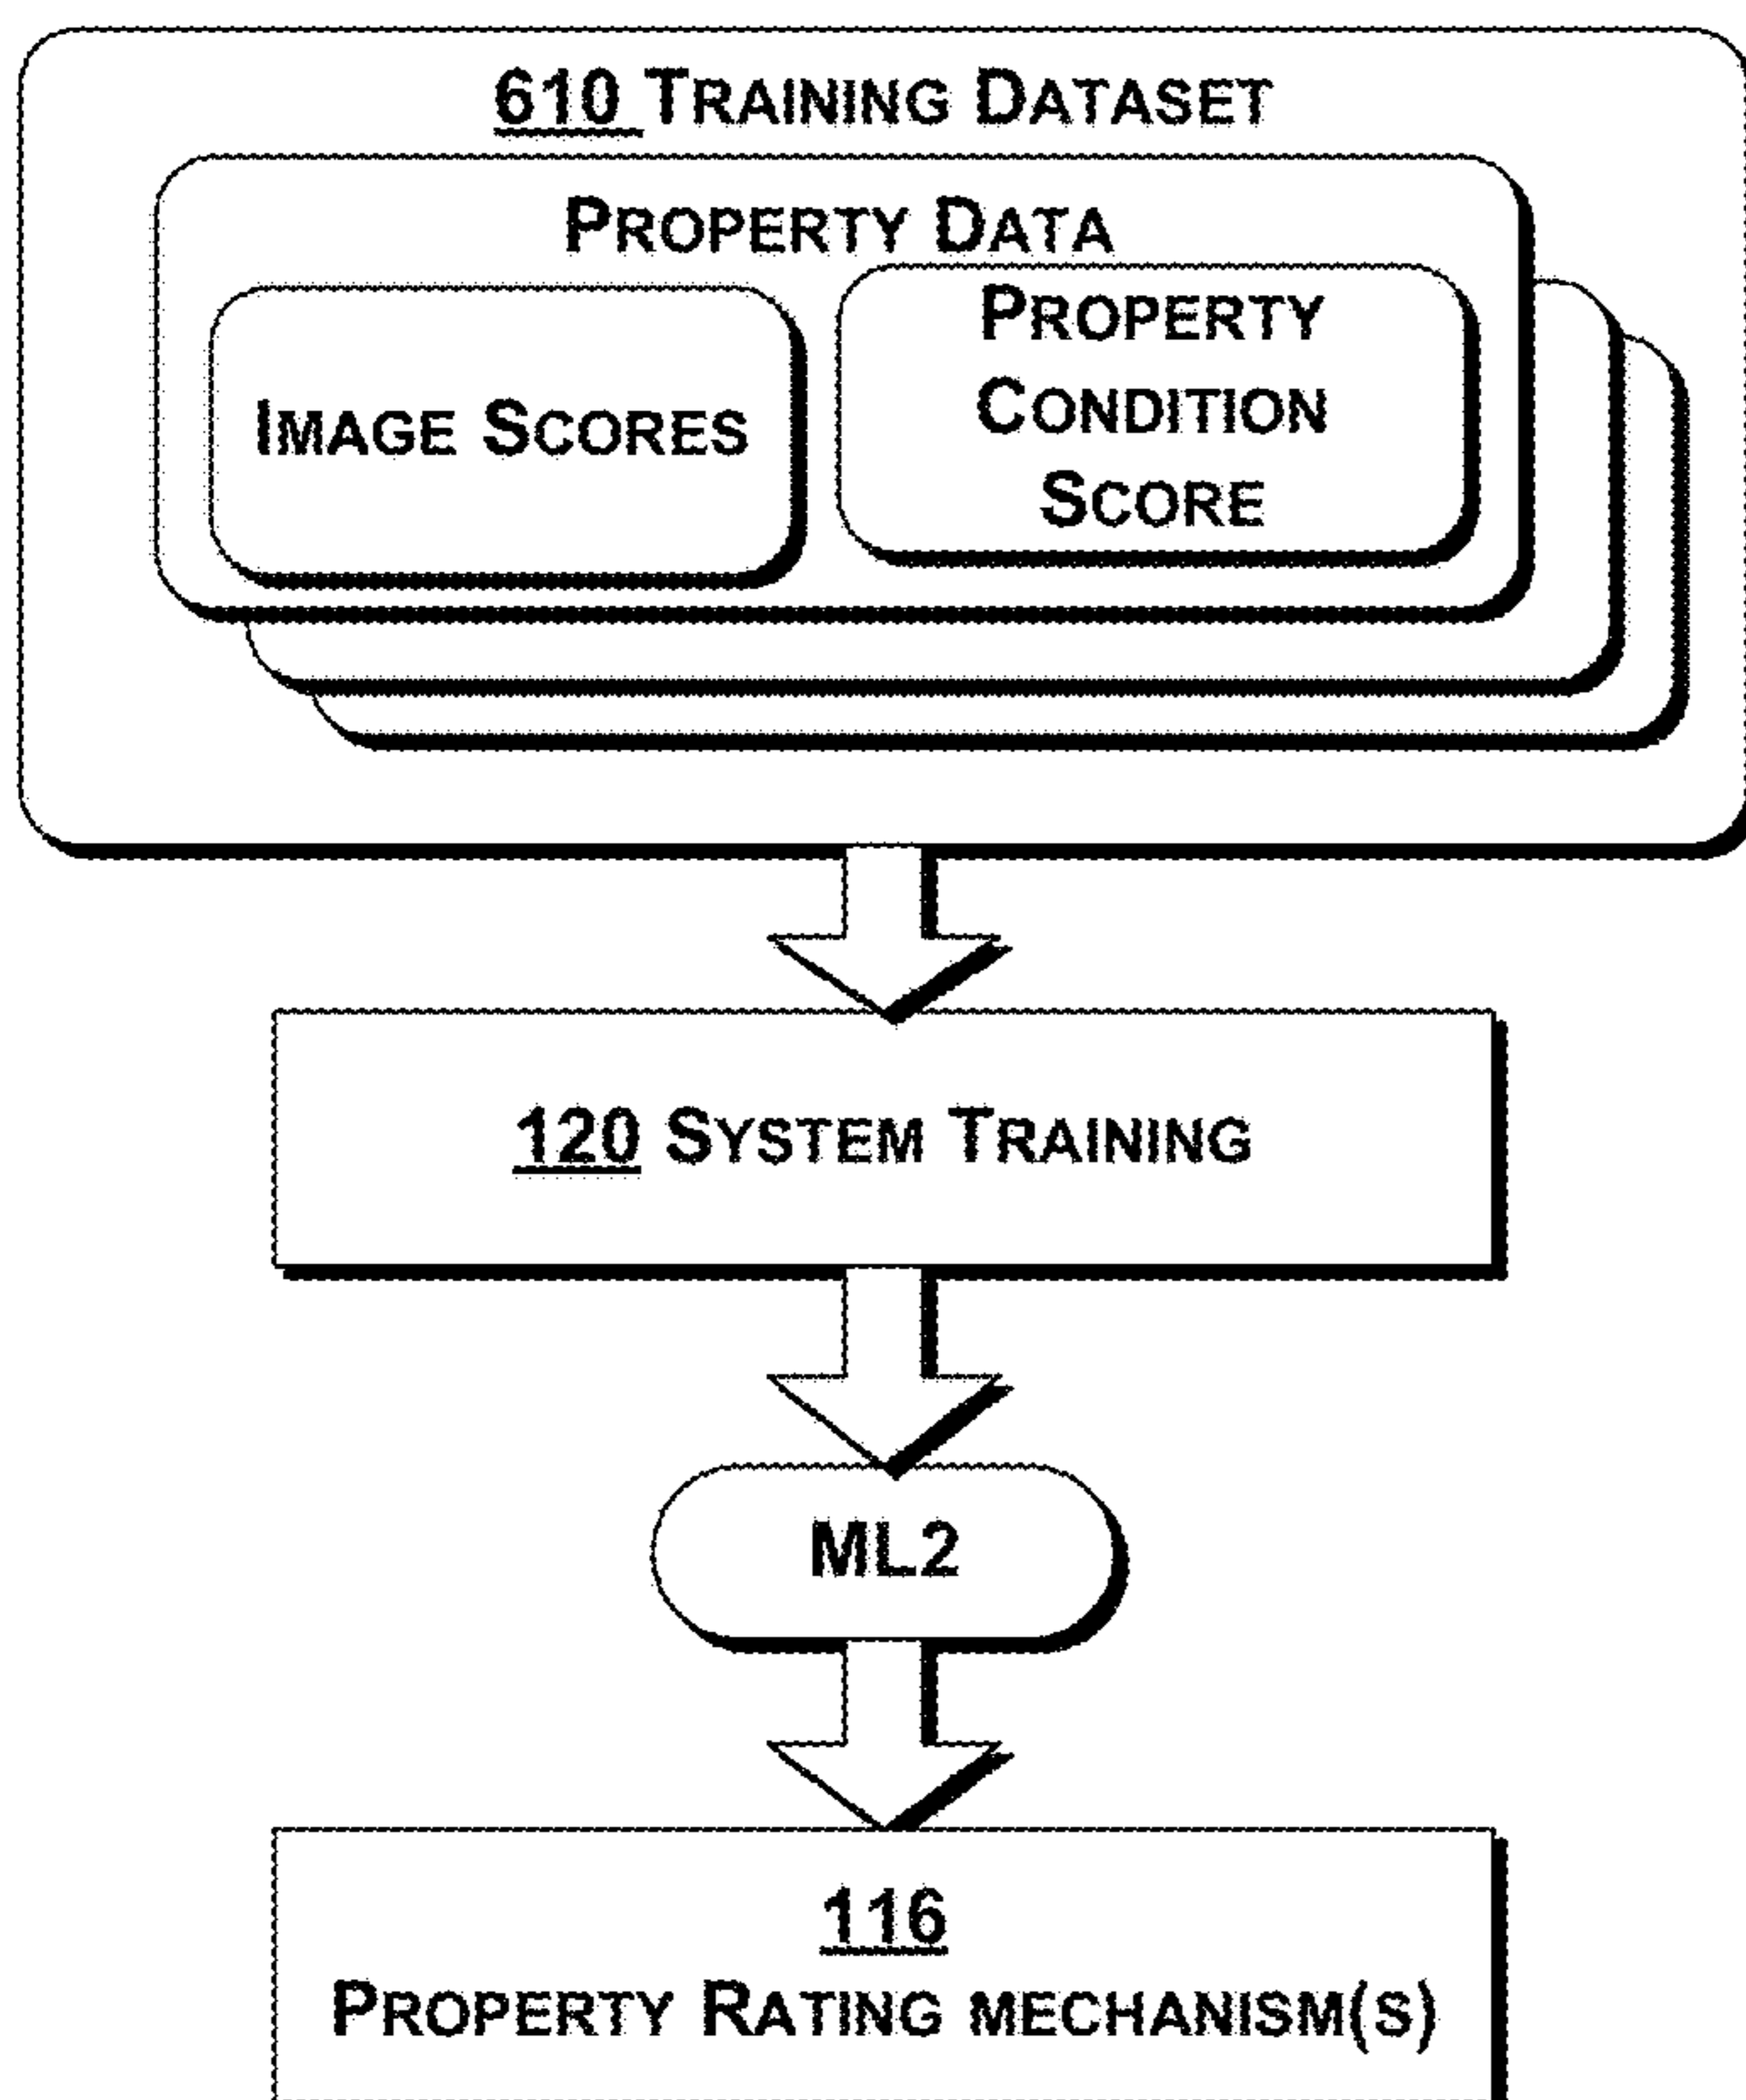 610 TRAINING DATASET
PROPERTY DATA
IMAGE SCORES
PROPERTY
CONDITION
SCORE
120 SYSTEM TRAINING
ML2
116
PROPERTY RATING MECHANISM(S)